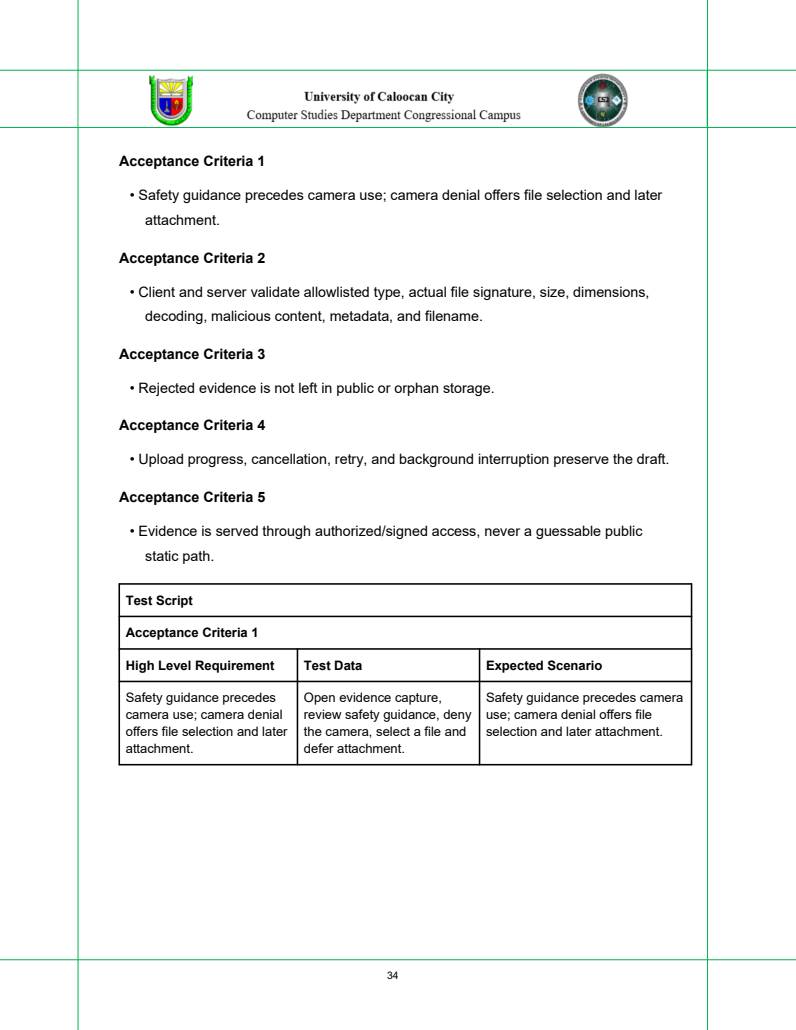 University of Caloocan City
Computer Studies Department Congressional Campus
Acceptance Criteria 1
• Safety guidance precedes camera use; camera denial offers file selection and later
attachment.
Acceptance Criteria 2
• Client and server validate allowlisted type, actual file signature, size, dimensions,
decoding, malicious content, metadata, and filename.
Acceptance Criteria 3
• Rejected evidence is not left in public or orphan storage.
Acceptance Criteria 4
• Upload progress, cancellation, retry, and background interruption preserve the draft.
Acceptance Criteria 5
• Evidence is served through authorized/signed access, never a guessable public
static path.
Test Script
Acceptance Criteria 1
High Level Requirement
Test Data
Expected Scenario
Safety guidance precedes
camera use; camera denial
offers file selection and later
attachment.
Open evidence capture,
review safety guidance, deny
the camera, select a file and
defer attachment.
Safety guidance precedes camera
use; camera denial offers file
selection and later attachment.
34